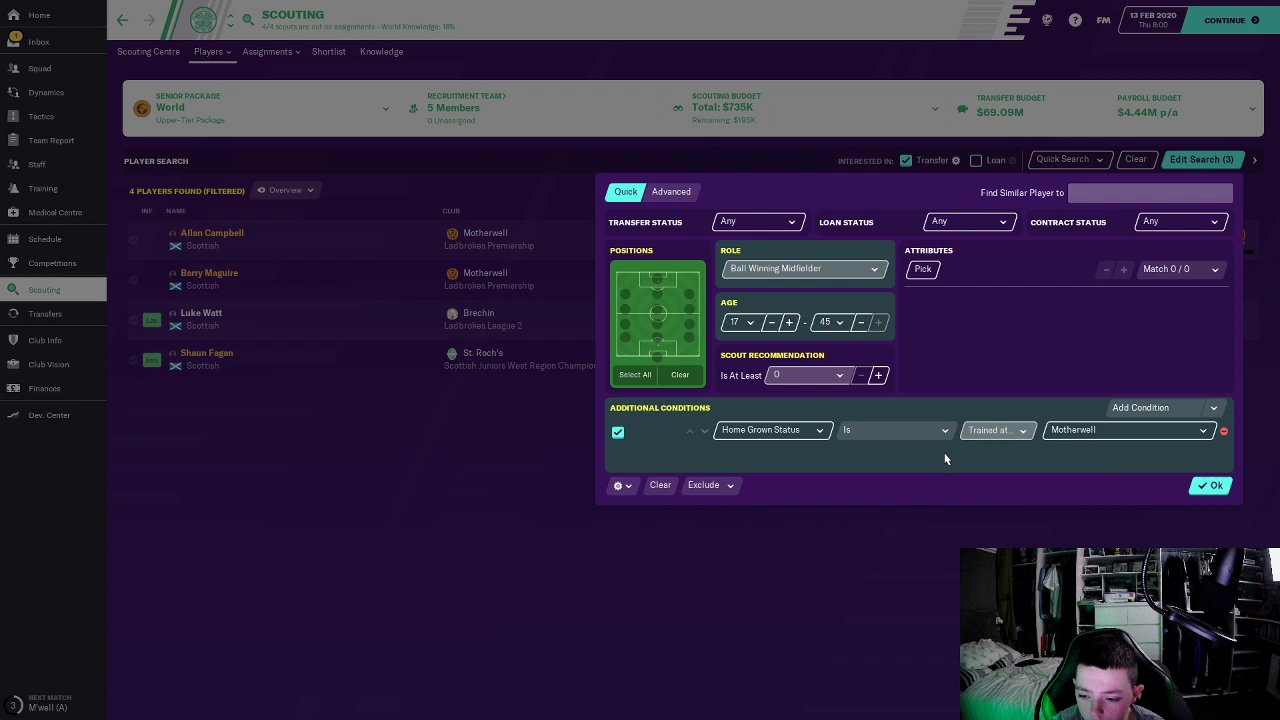 Home
SCOUTING
4/4 scouts are out on assignments - World Knowledge: 18%
FM
13 FEB 2020
Thu 8:00
CONTINUE
1
Inbox
Squad
Dynamics
Tactics
Team Report
Staff
Training
Medical Centre
Schedule
Competitions
Scouting
Transfers
Club Info
Club Vision
Finances
Dev. Center
3
NEXT MATCH
M'well (A)
Scouting Centre
Players
Assignments
Shortlist
Knowledge
SENIOR PACKAGE
World
Upper-Tier Package
RECRUITMENT TEAM >
5 Members
0 Unassigned
SCOUTING BUDGET
Total: $735K
Remaining: $195K
TRANSFER BUDGET
$69.09M
PAYROLL BUDGET
$4.44M p/a
PLAYER SEARCH
INTERESTED IN:
Transfer
Loan
Quick Search
Clear
Edit Search (3)
4 PLAYERS FOUND (FILTERED)
Overview
INF
NAME
CLUB
Allan Campbell
Scottish
Motherwell
Ladbrokes Premiership
Barry Maguire
Scottish
Motherwell
Ladbrokes Premiership
Luke Watt
Scottish
Brechin
Ladbrokes League 2
Shaun Fagan
Scottish
St. Roch's
Scottish Juniors West Region Champion
Quick
Advanced
Find Similar Player to
TRANSFER STATUS
Any
LOAN STATUS
Any
CONTRACT STATUS
Any
POSITIONS
Select All
Clear
ROLE
Ball Winning Midfielder
AGE
17
-
45
SCOUT RECOMMENDATION
Is At Least
0
ATTRIBUTES
Pick
Match 0 / 0
ADDITIONAL CONDITIONS
Add Condition
Home Grown Status
Is
Trained at...
Motherwell
Clear
Exclude
Ok